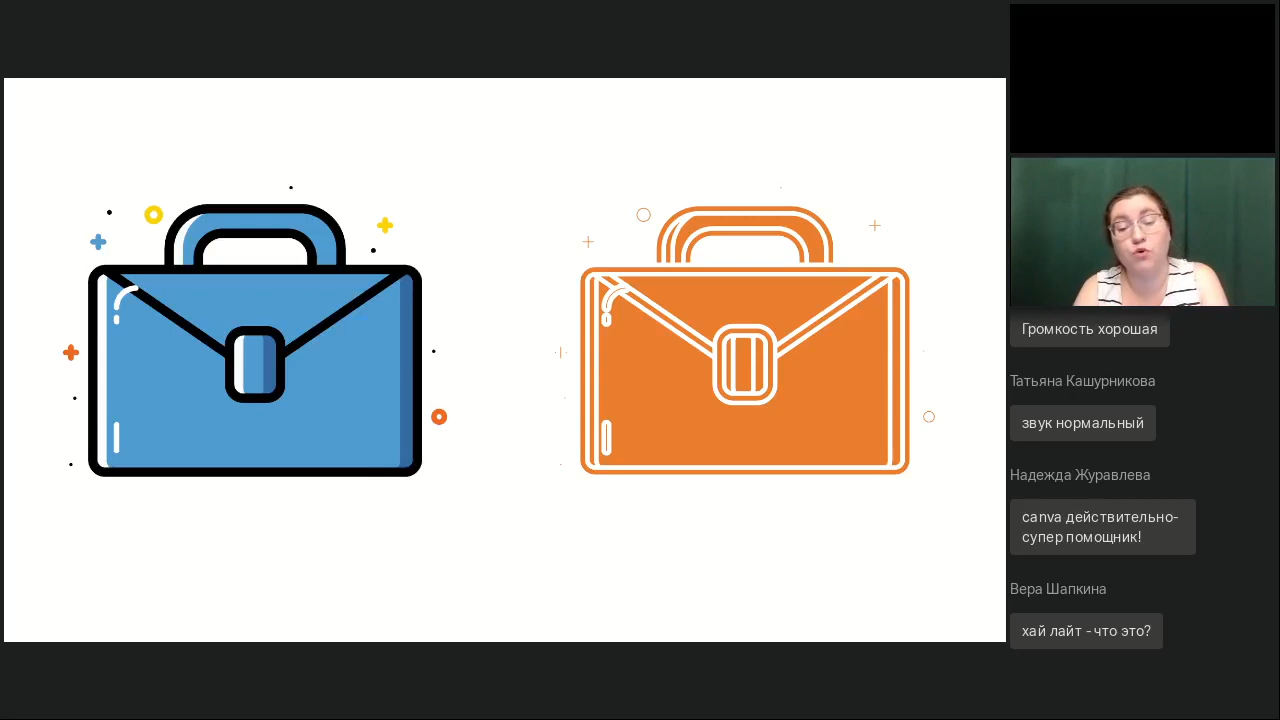 Громкость хорошая
Татьяна Кашурникова
звук нормальный
Надежда Журавлева
canva действительно-
супер помощник!
Вера Шапкина
хай лайт - что это?